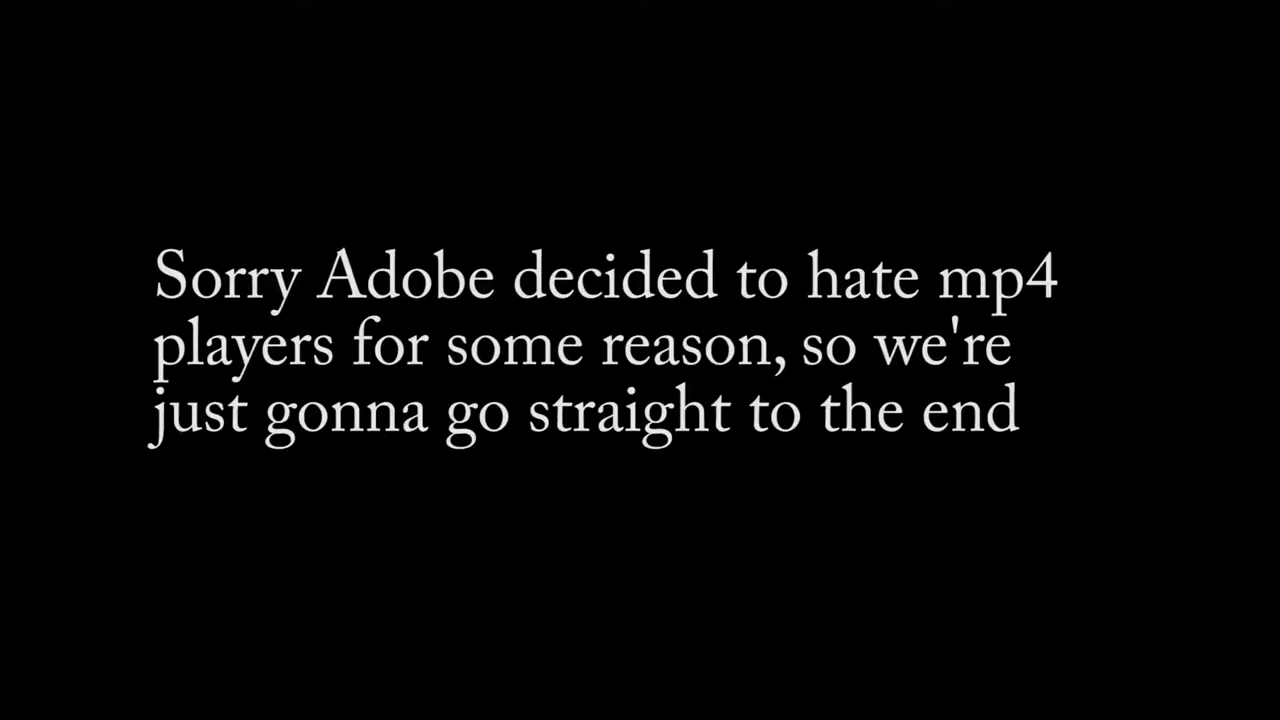 Sorry Adobe decided to hate mp4
players for some reason, so we're
just gonna go straight to the end